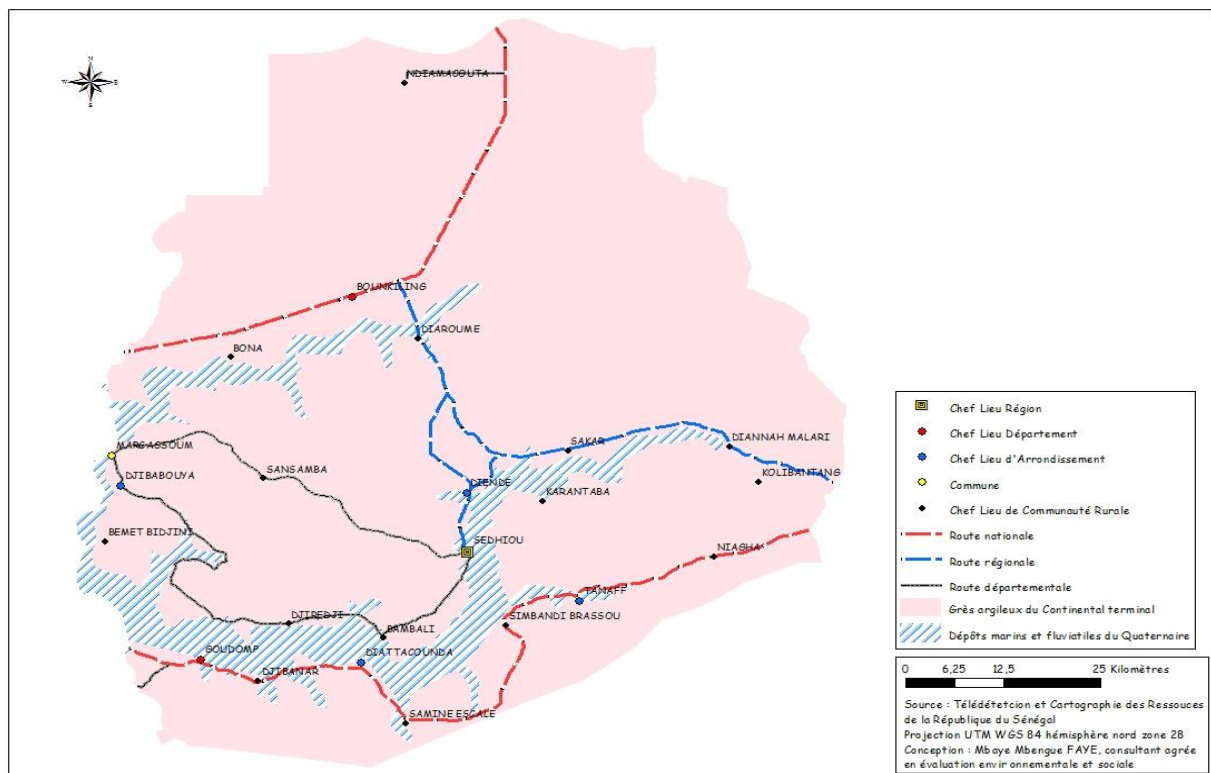 N
W
E
S
NDIAMACOUTA
BOUNKILING
DIAROUME
BONA
MARSASSOUM
SAKAR
DIANNAH MALARI
SANSAMBA
DJIBABOUYA
DIENDE
KARANTABA
KOLIBANTANG
BEMET BIDJINI
SEDHIOU
NIAGHA
TANAFF
DJIREDJI
SIMBANDI BRASSOU
BAMBALI
GOUDOMP
DIATTACOUNDA
DJIBANAR
SAMINE ESCALE
Chef Lieu Région
Chef Lieu Département
Chef Lieu d'Arrondissement
Commune
Chef Lieu de Communauté Rurale
Route nationale
Route régionale
Route départementale
Grès argileux du Continental terminal
Dépôts marins et fluviatiles du Quaternaire
0 6,25 12,5 25 Kilomètres
Source : Télédétetcion et Cartographie des Ressouces
de la République du Sénégal
Projection UTM WGS 84 hémisphère nord zone 28
Conception : Mbaye Mbengue FAYE, consultant agrée
en évaluation envir onnementale et sociale